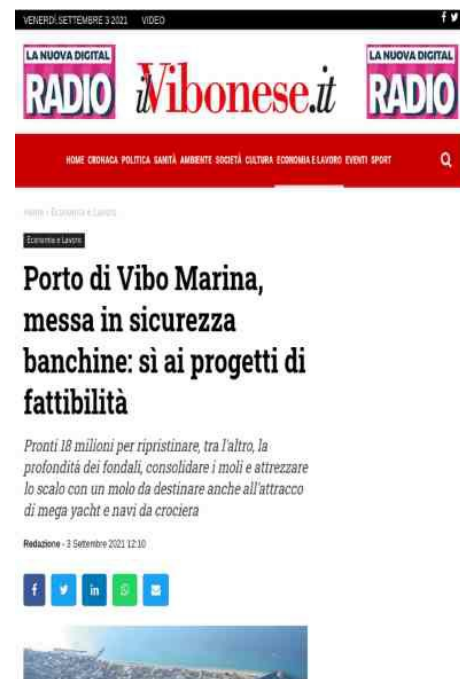 VENERDÌ, SETTEMBRE 3 2021 VIDEO
LA NUOVA DIGITAL
RADIO
ilVibonese.it
LA NUOVA DIGITAL
RADIO
HOME CRONACA POLITICA SANITÀ AMBIENTE SOCIETÀ CULTURA ECONOMIA E LAVORO EVENTI SPORT
Home › Economia e Lavoro
Economia e Lavoro
Porto di Vibo Marina,
messa in sicurezza
banchine: sì ai progetti di
fattibilità
Pronti 18 milioni per ripristinare, tra l'altro, la
profondità dei fondali, consolidare i moli e attrezzare
lo scalo con un molo da destinare anche all'attracco
di mega yacht e navi da crociera
Redazione - 3 Settembre 2021 12:10